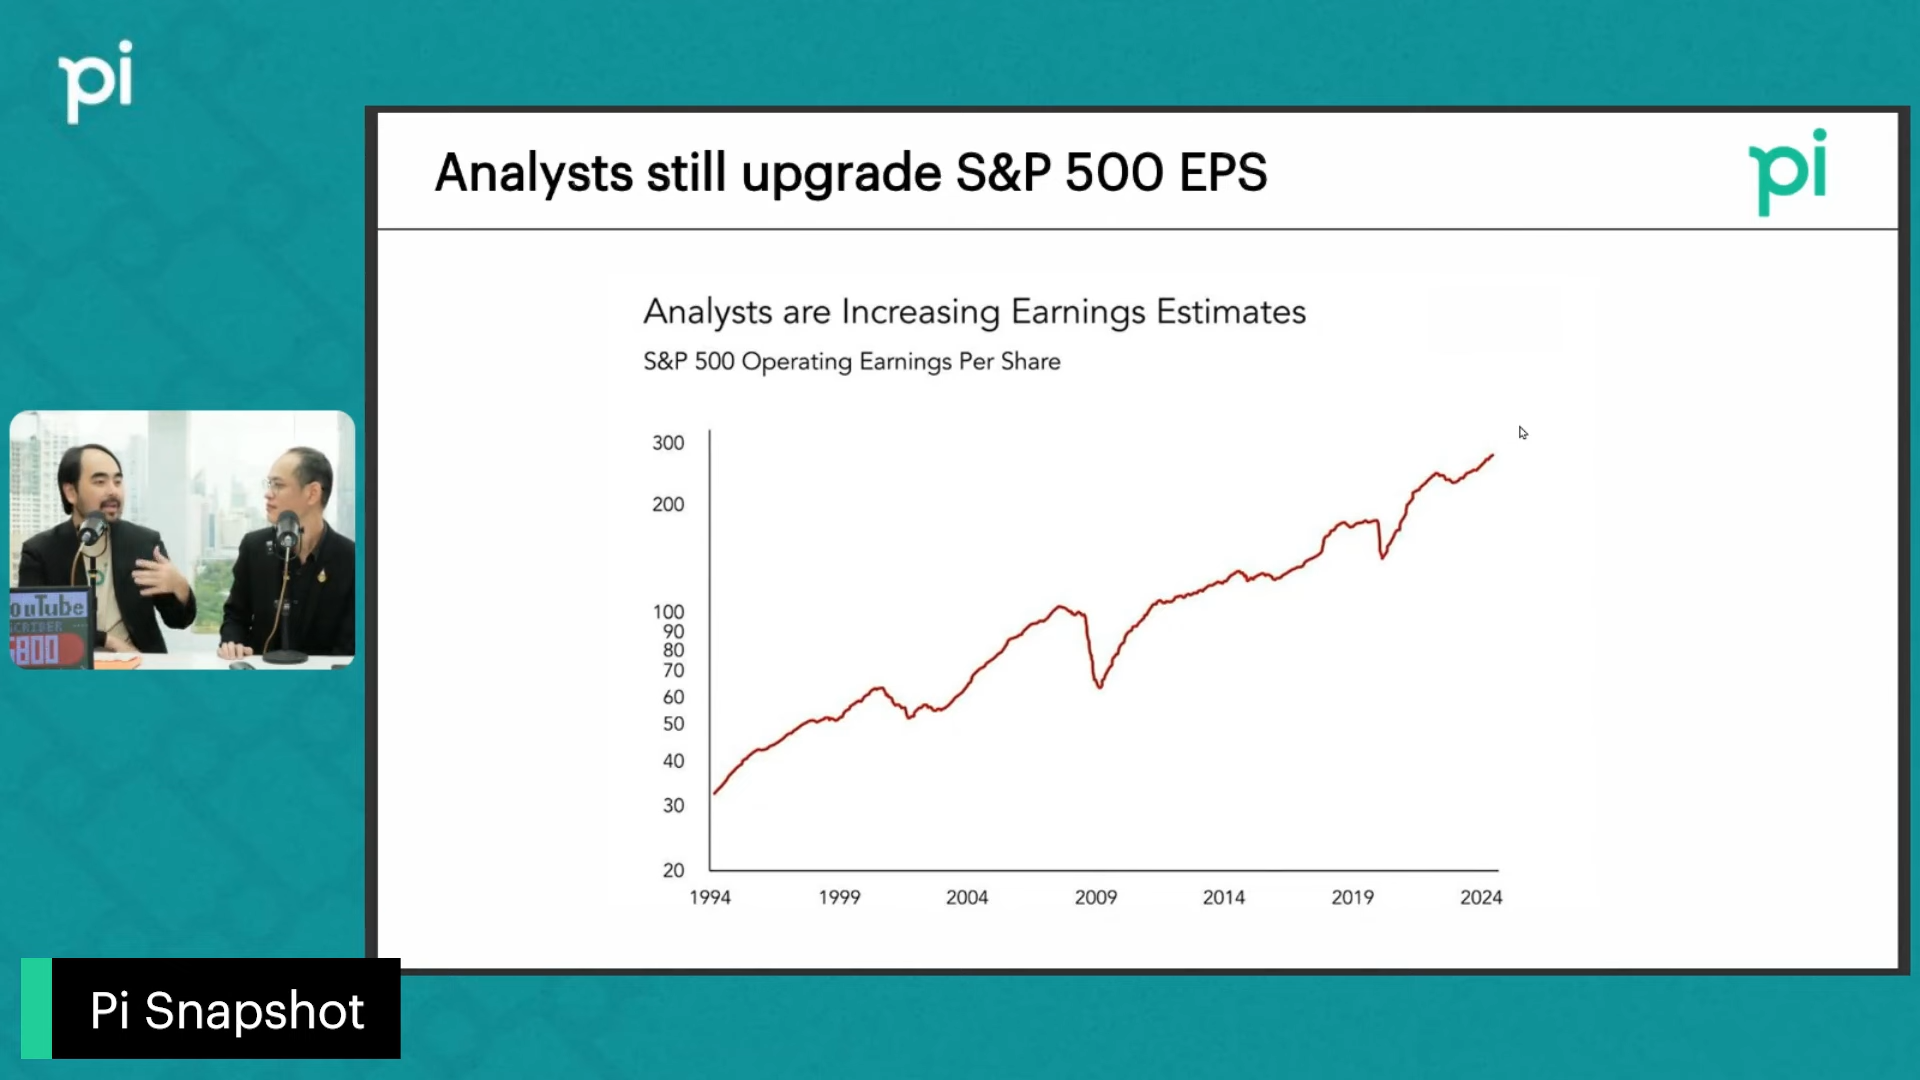 pi
Analysts still upgrade S&P 500 EPS
pi
Analysts are Increasing Earnings Estimates
S&P 500 Operating Earnings Per Share
300
200
100
90
80
70
60
50
40
30
20
1994 1999 2004 2009 2014 2019 2024
ouTube
CRIBER
800
Pi Snapshot